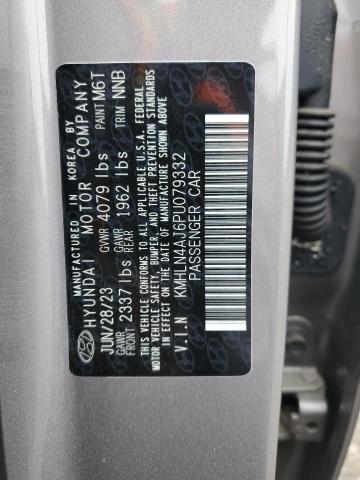 MANUFACTURED IN KOREA BY
HYUNDAI MOTOR COMPANY
JUN/28/23 GVWR 4079 lbs PAINT M6T
GAWR FRONT 2337 lbs GAWR REAR 1962 lbs TRIM NNB
THIS VEHICLE CONFORMS TO ALL APPLICABLE U.S.A. FEDERAL
MOTOR VEHICLE SAFETY, BUMPER, AND THEFT PREVENTION STANDARDS
IN EFFECT ON THE DATE OF MANUFACTURE SHOWN ABOVE.
V.I.N KMHLN4AJ6PU079332
PASSENGER CAR